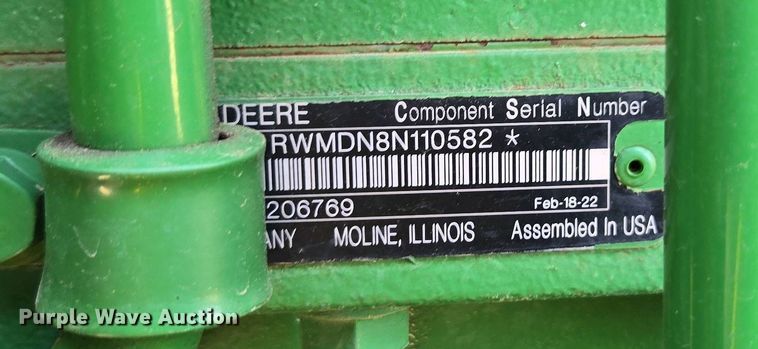 DEERE Component Serial Number
RWMDN8N110582 *
206769 Feb-18-22
ANY MOLINE, ILLINOIS Assembled In USA
Purple Wave Auction